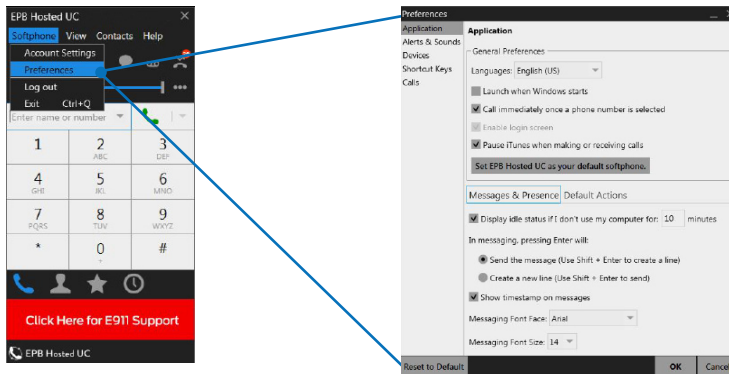 EPB Hosted UC
Softphone View Contacts Help
Account Settings
Preferences
Log out
Exit Ctrl+Q
Enter name or number
1 2 3
ABC DEF
4 5 6
GHI JKL MNO
7 8 9
PQRS TUV WXYZ
* 0 #
+
Click Here for E911 Support
EPB Hosted UC
Preferences
Application
Alerts & Sounds
Devices
Shortcut Keys
Calls
Application
General Preferences
Languages: English (US)
Launch when Windows starts
Call immediately once a phone number is selected
Enable login screen
Pause iTunes when making or receiving calls
Set EPB Hosted UC as your default softphone.
Messages & Presence Default Actions
Display idle status if I don't use my computer for: 10 minutes
In messaging, pressing Enter will:
Send the message (Use Shift + Enter to create a line)
Create a new line (Use Shift + Enter to send)
Show timestamp on messages
Messaging Font Face: Arial
Messaging Font Size: 14
Reset to Default OK Cancel